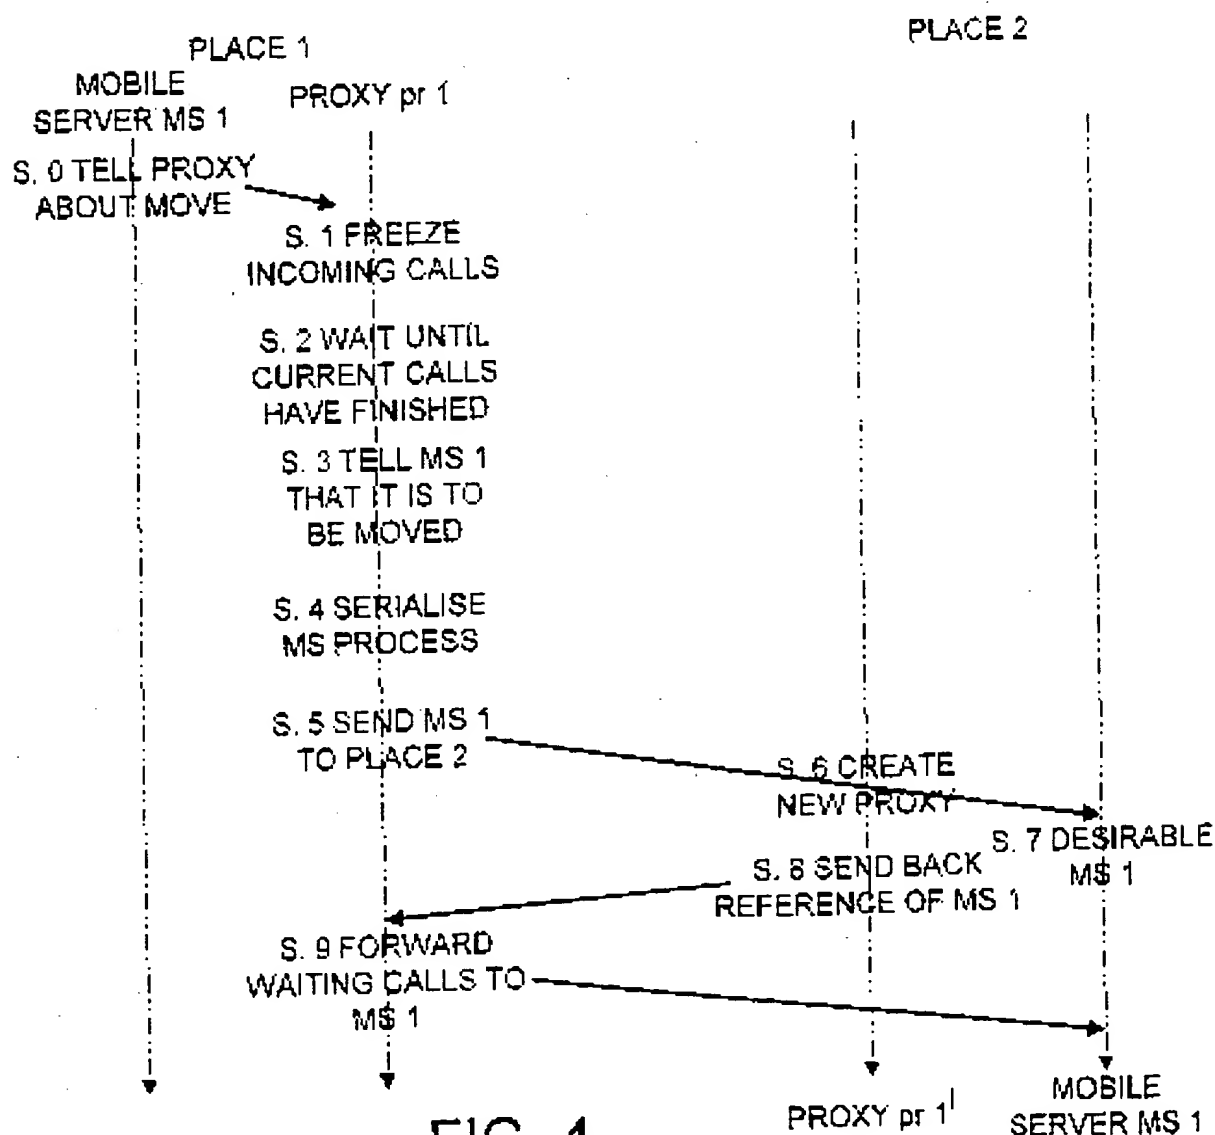 PLACE 1
PLACE 2
MOBILE
SERVER MS 1
PROXY pr 1
S. 0 TELL PROXY
ABOUT MOVE
S. 1 FREEZE
INCOMING CALLS
S. 2 WAIT UNTIL
CURRENT CALLS
HAVE FINISHED
S. 3 TELL MS 1
THAT IT IS TO
BE MOVED
S. 4 SERIALISE
MS PROCESS
S. 5 SEND MS 1
TO PLACE 2
S. 6 CREATE
NEW PROXY
S. 7 DESIRABLE
MS 1
S. 8 SEND BACK
REFERENCE OF MS 1
S. 9 FORWARD
WAITING CALLS TO
MS 1
PROXY pr 1'
MOBILE
SERVER MS 1